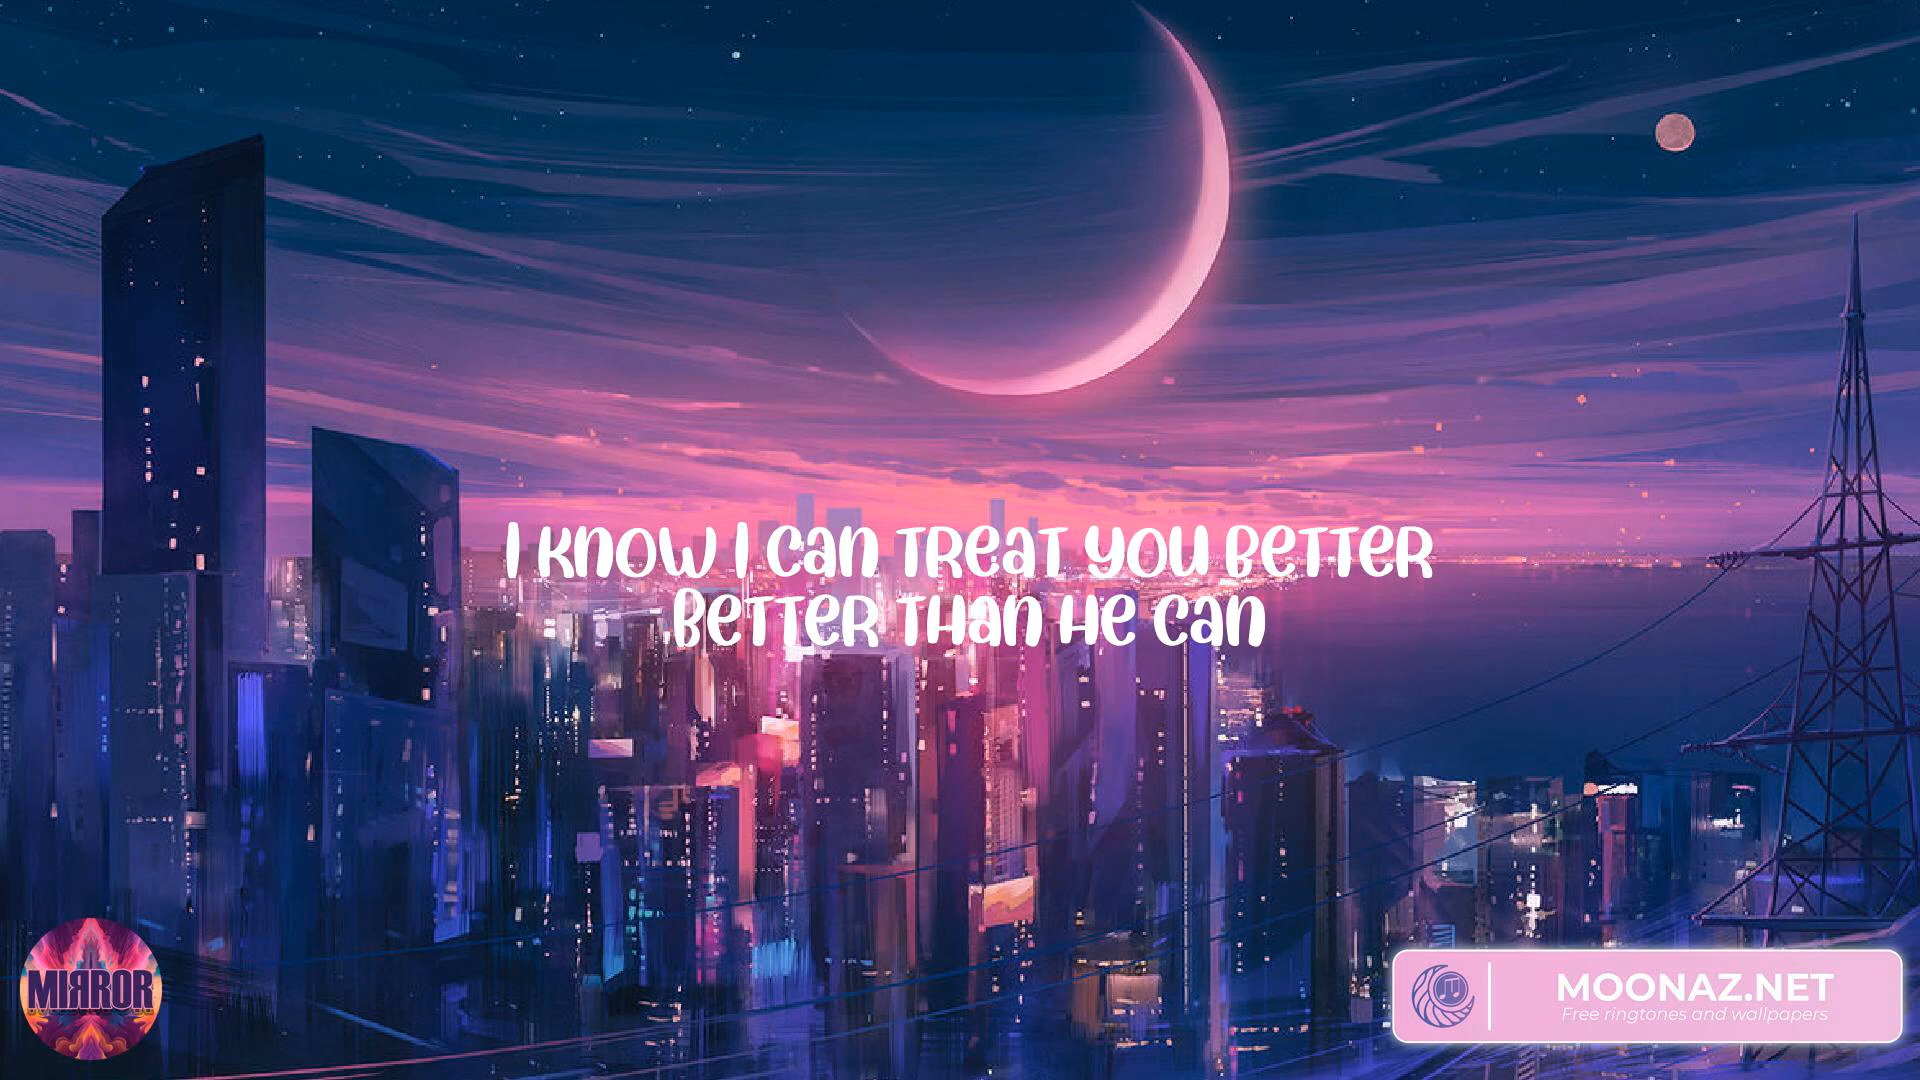 I KNOW I CAN TREAT YOU BETTER
BETTER THAN HE CAN
MIRROR
MOONAZ.NET
Free ringtones and wallpapers